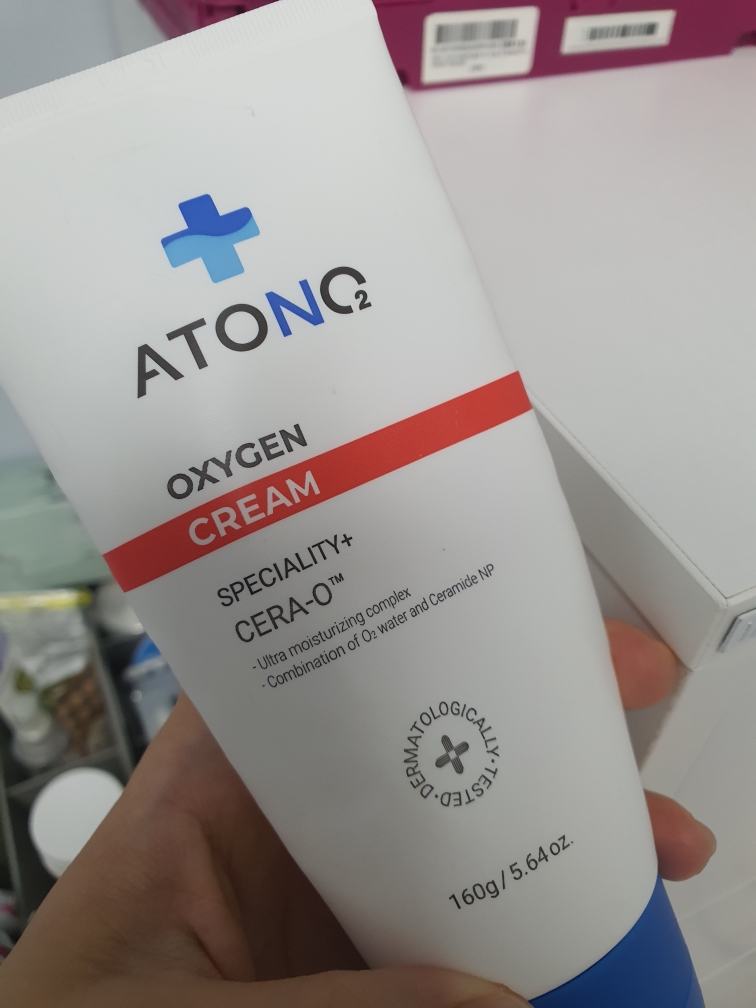 ATONO2
OXYGEN
CREAM
SPECIALITY+
CERA-O™
- Ultra moisturizing complex
- Combination of O₂ water and Ceramide NP
DERMATOLOGICALLY · TESTED ·
160g / 5.64 oz.